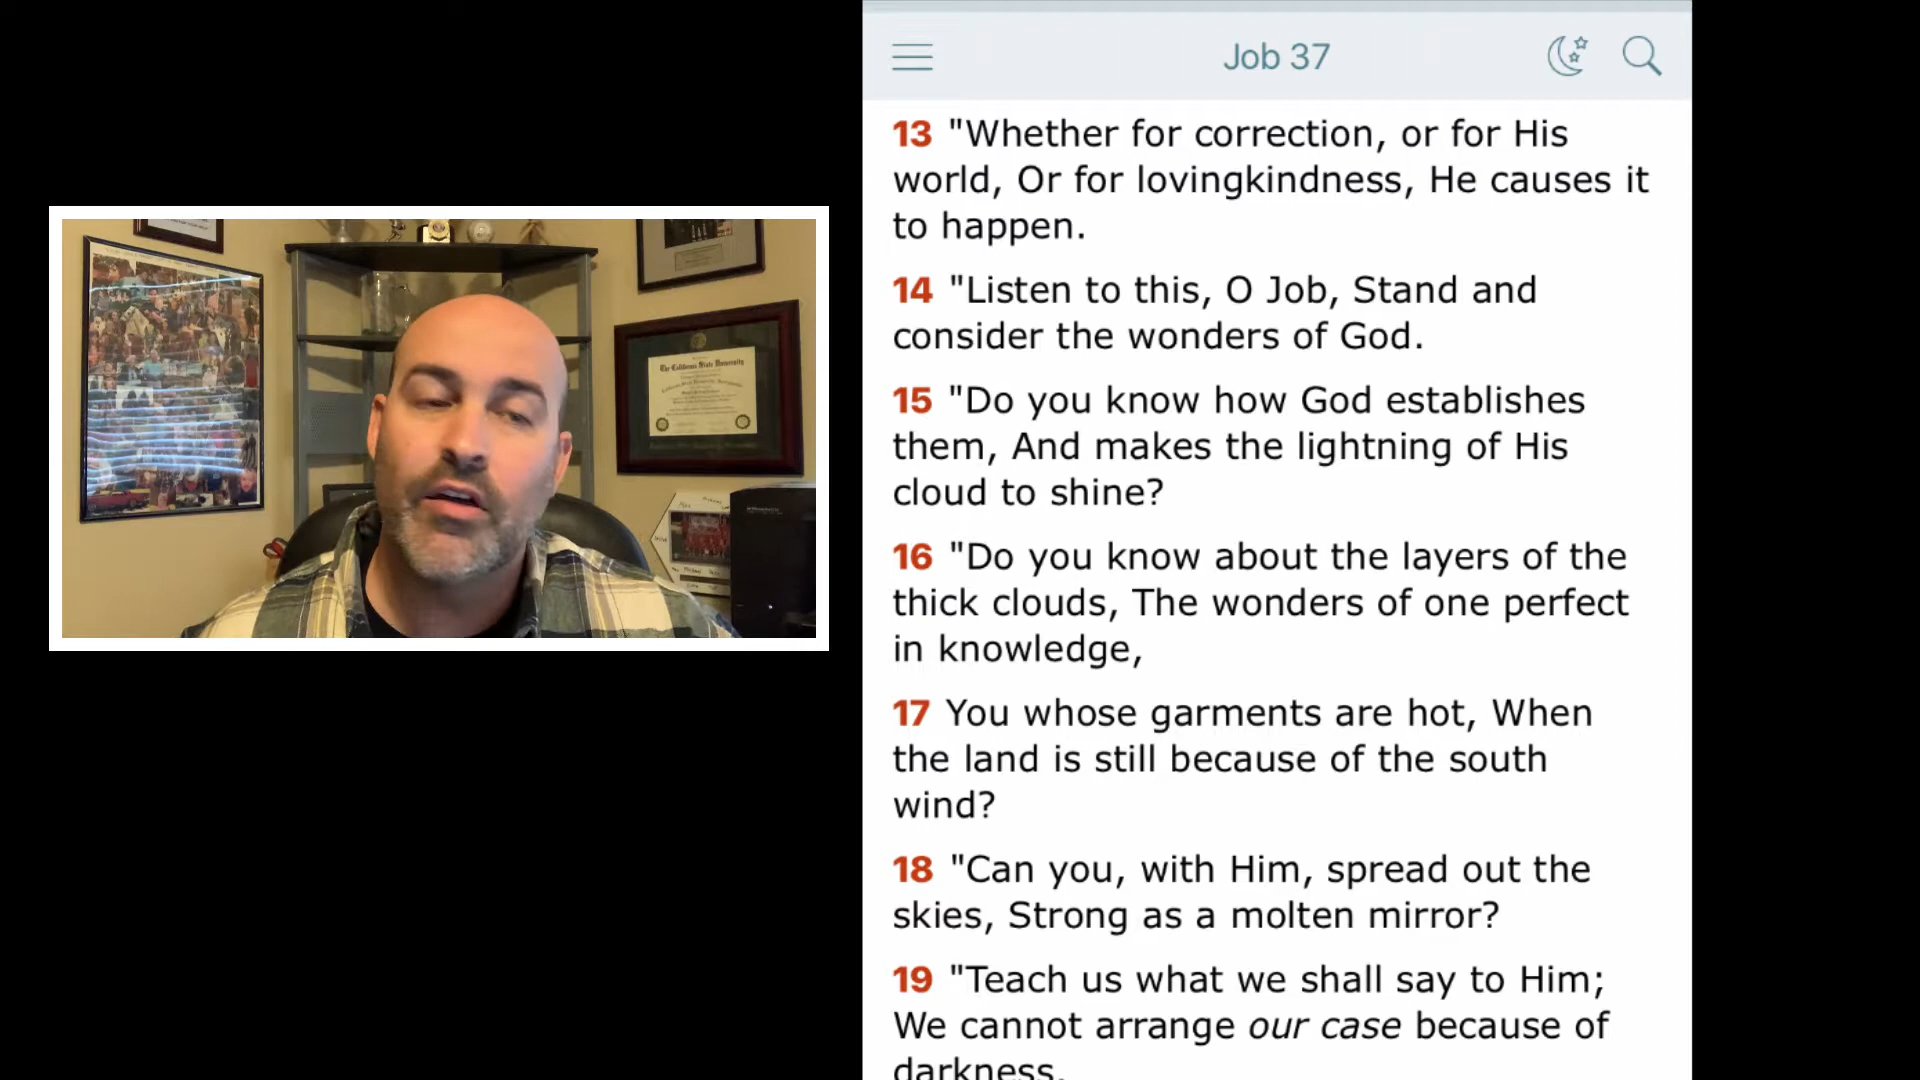 The California State University
Job 37
13 "Whether for correction, or for His
world, Or for lovingkindness, He causes it
to happen.
14 "Listen to this, O Job, Stand and
consider the wonders of God.
15 "Do you know how God establishes
them, And makes the lightning of His
cloud to shine?
16 "Do you know about the layers of the
thick clouds, The wonders of one perfect
in knowledge,
17 You whose garments are hot, When
the land is still because of the south
wind?
18 "Can you, with Him, spread out the
skies, Strong as a molten mirror?
19 "Teach us what we shall say to Him;
We cannot arrange our case because of
darkness.